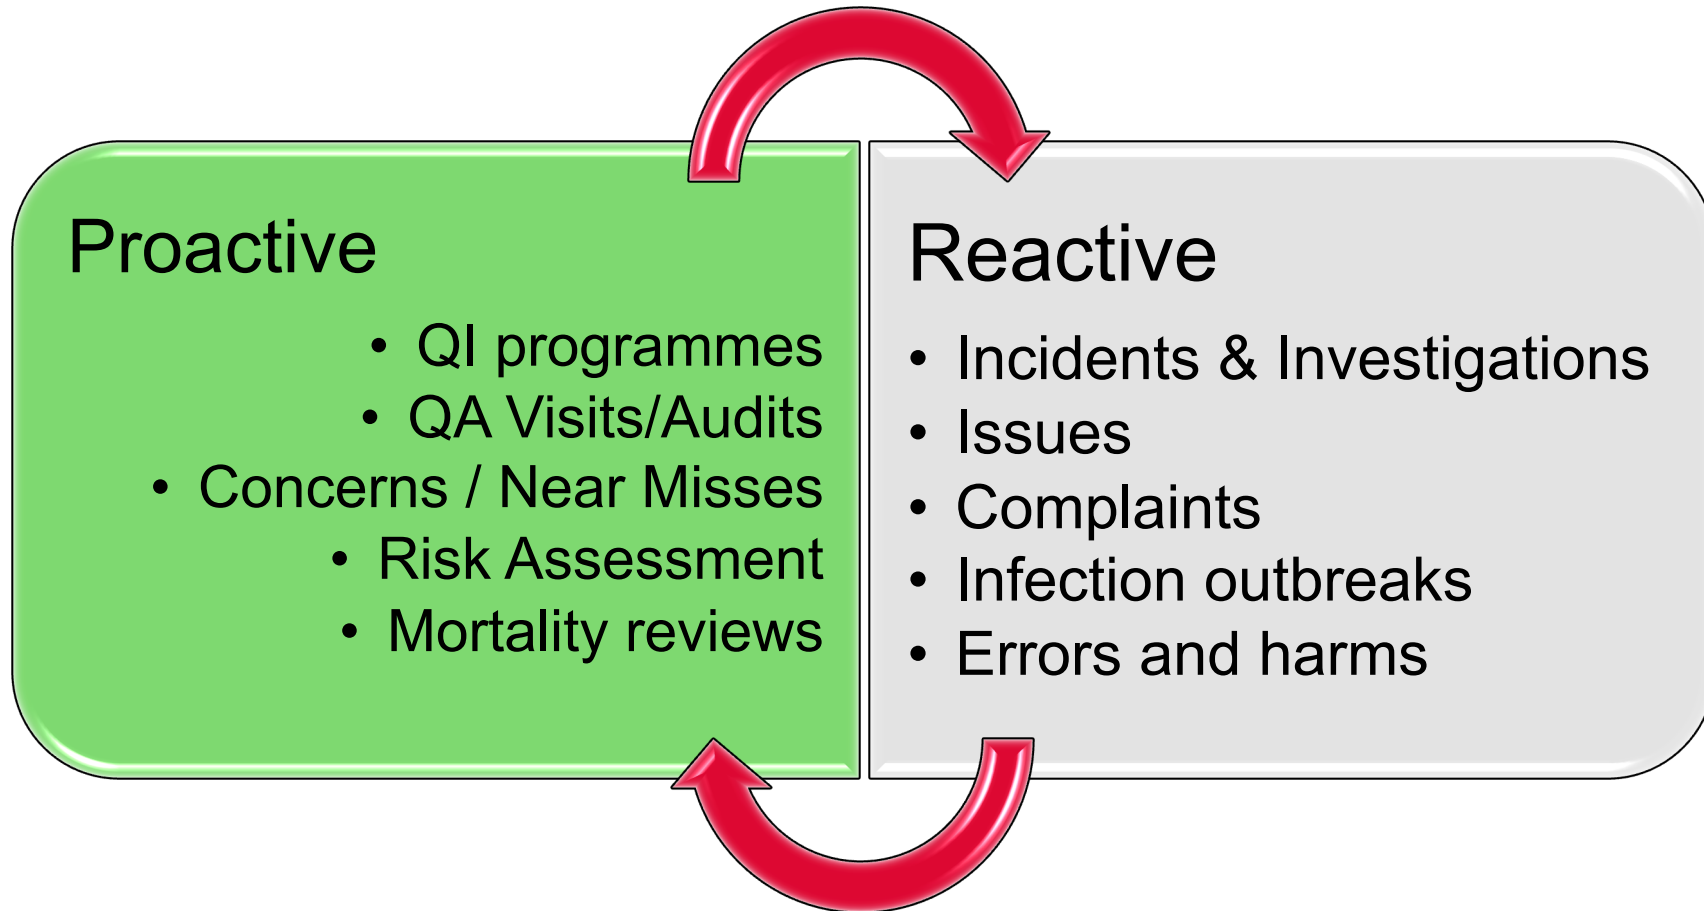 Proactive
• QI programmes
• QA Visits/Audits
• Concerns / Near Misses
• Risk Assessment
• Mortality reviews
Reactive
• Incidents & Investigations
• Issues
• Complaints
• Infection outbreaks
• Errors and harms